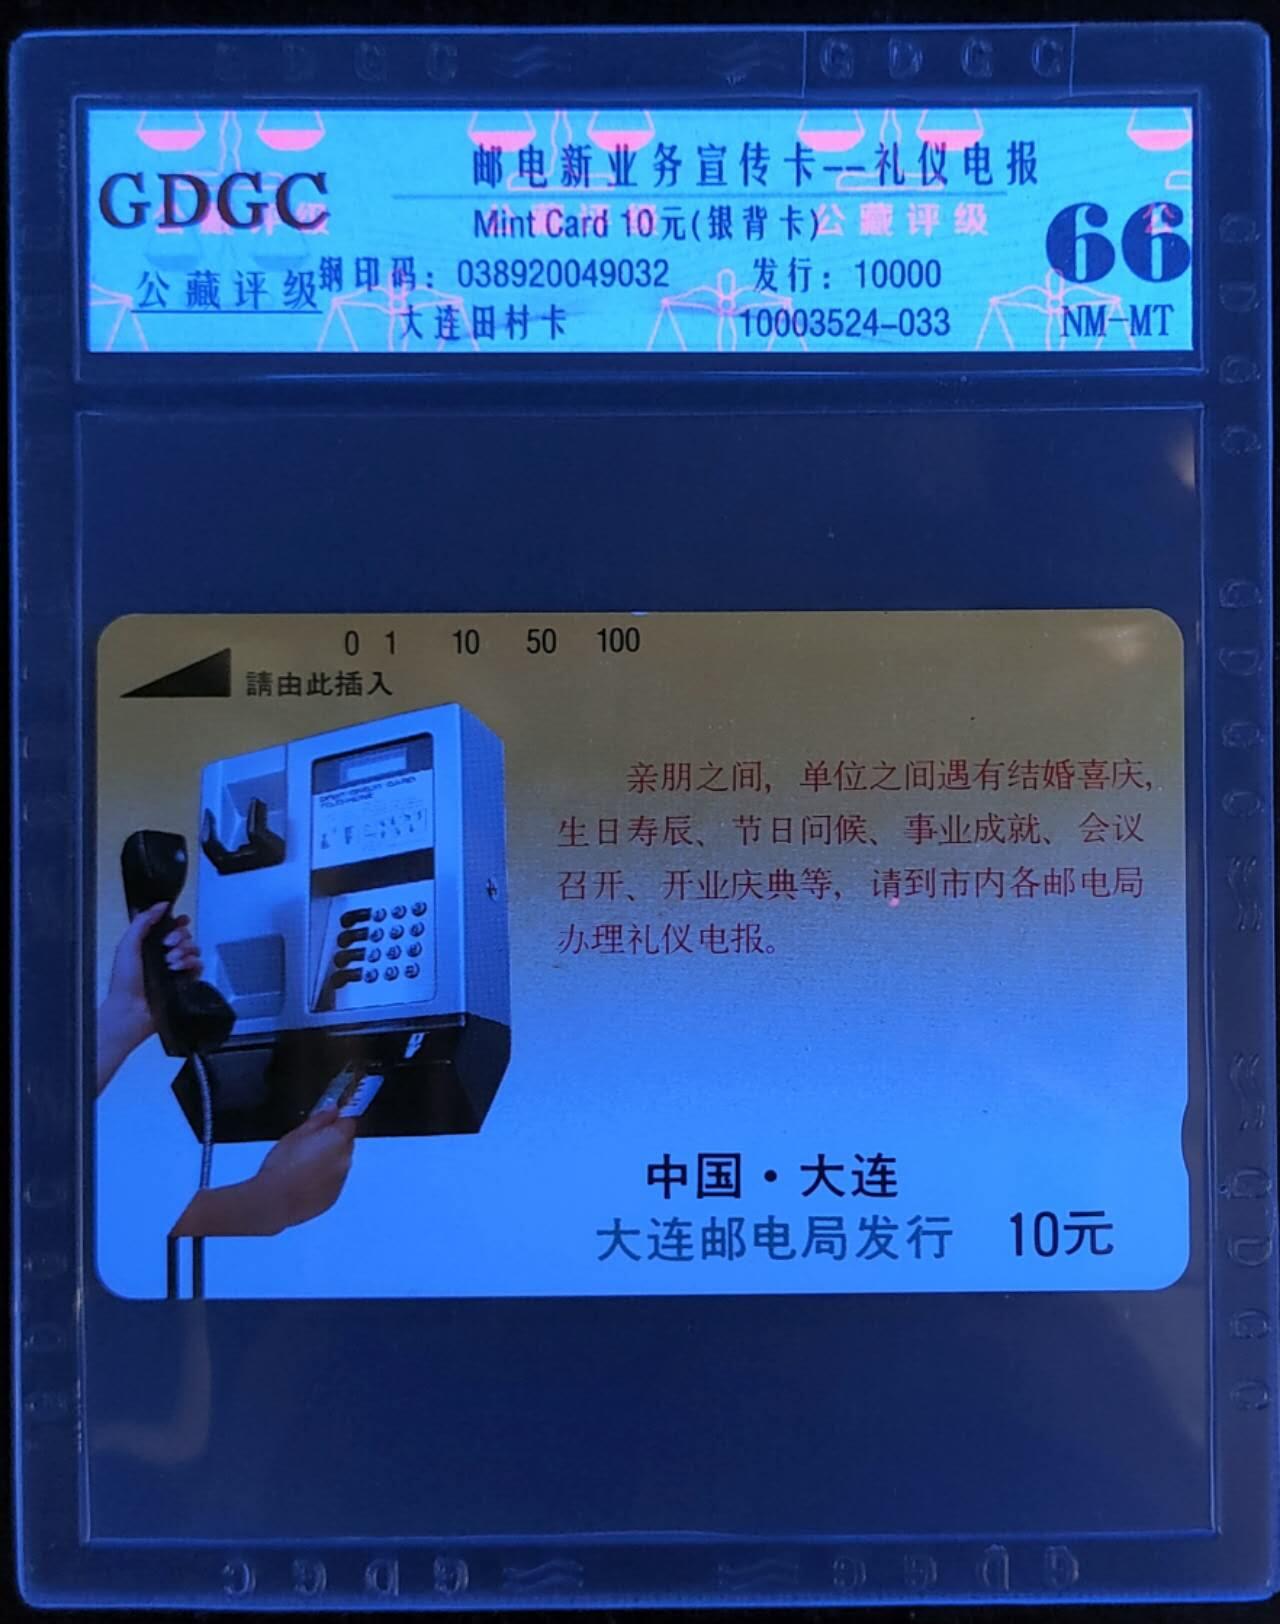 GDGC
GDGC
公藏评级
邮电新业务宣传卡--礼仪电报
Mint Card 10元(银背卡)
公藏评级
钢印码：038920049032
发行：10000
大连田村卡
10003524-033
66
NM-MT
0 1 10 50 100
請由此插入
亲朋之间，单位之间遇有结婚喜庆，
生日寿辰、节日问候、事业成就、会议
召开、开业庆典等，请到市内各邮电局
办理礼仪电报。
中国·大连
大连邮电局发行 10元